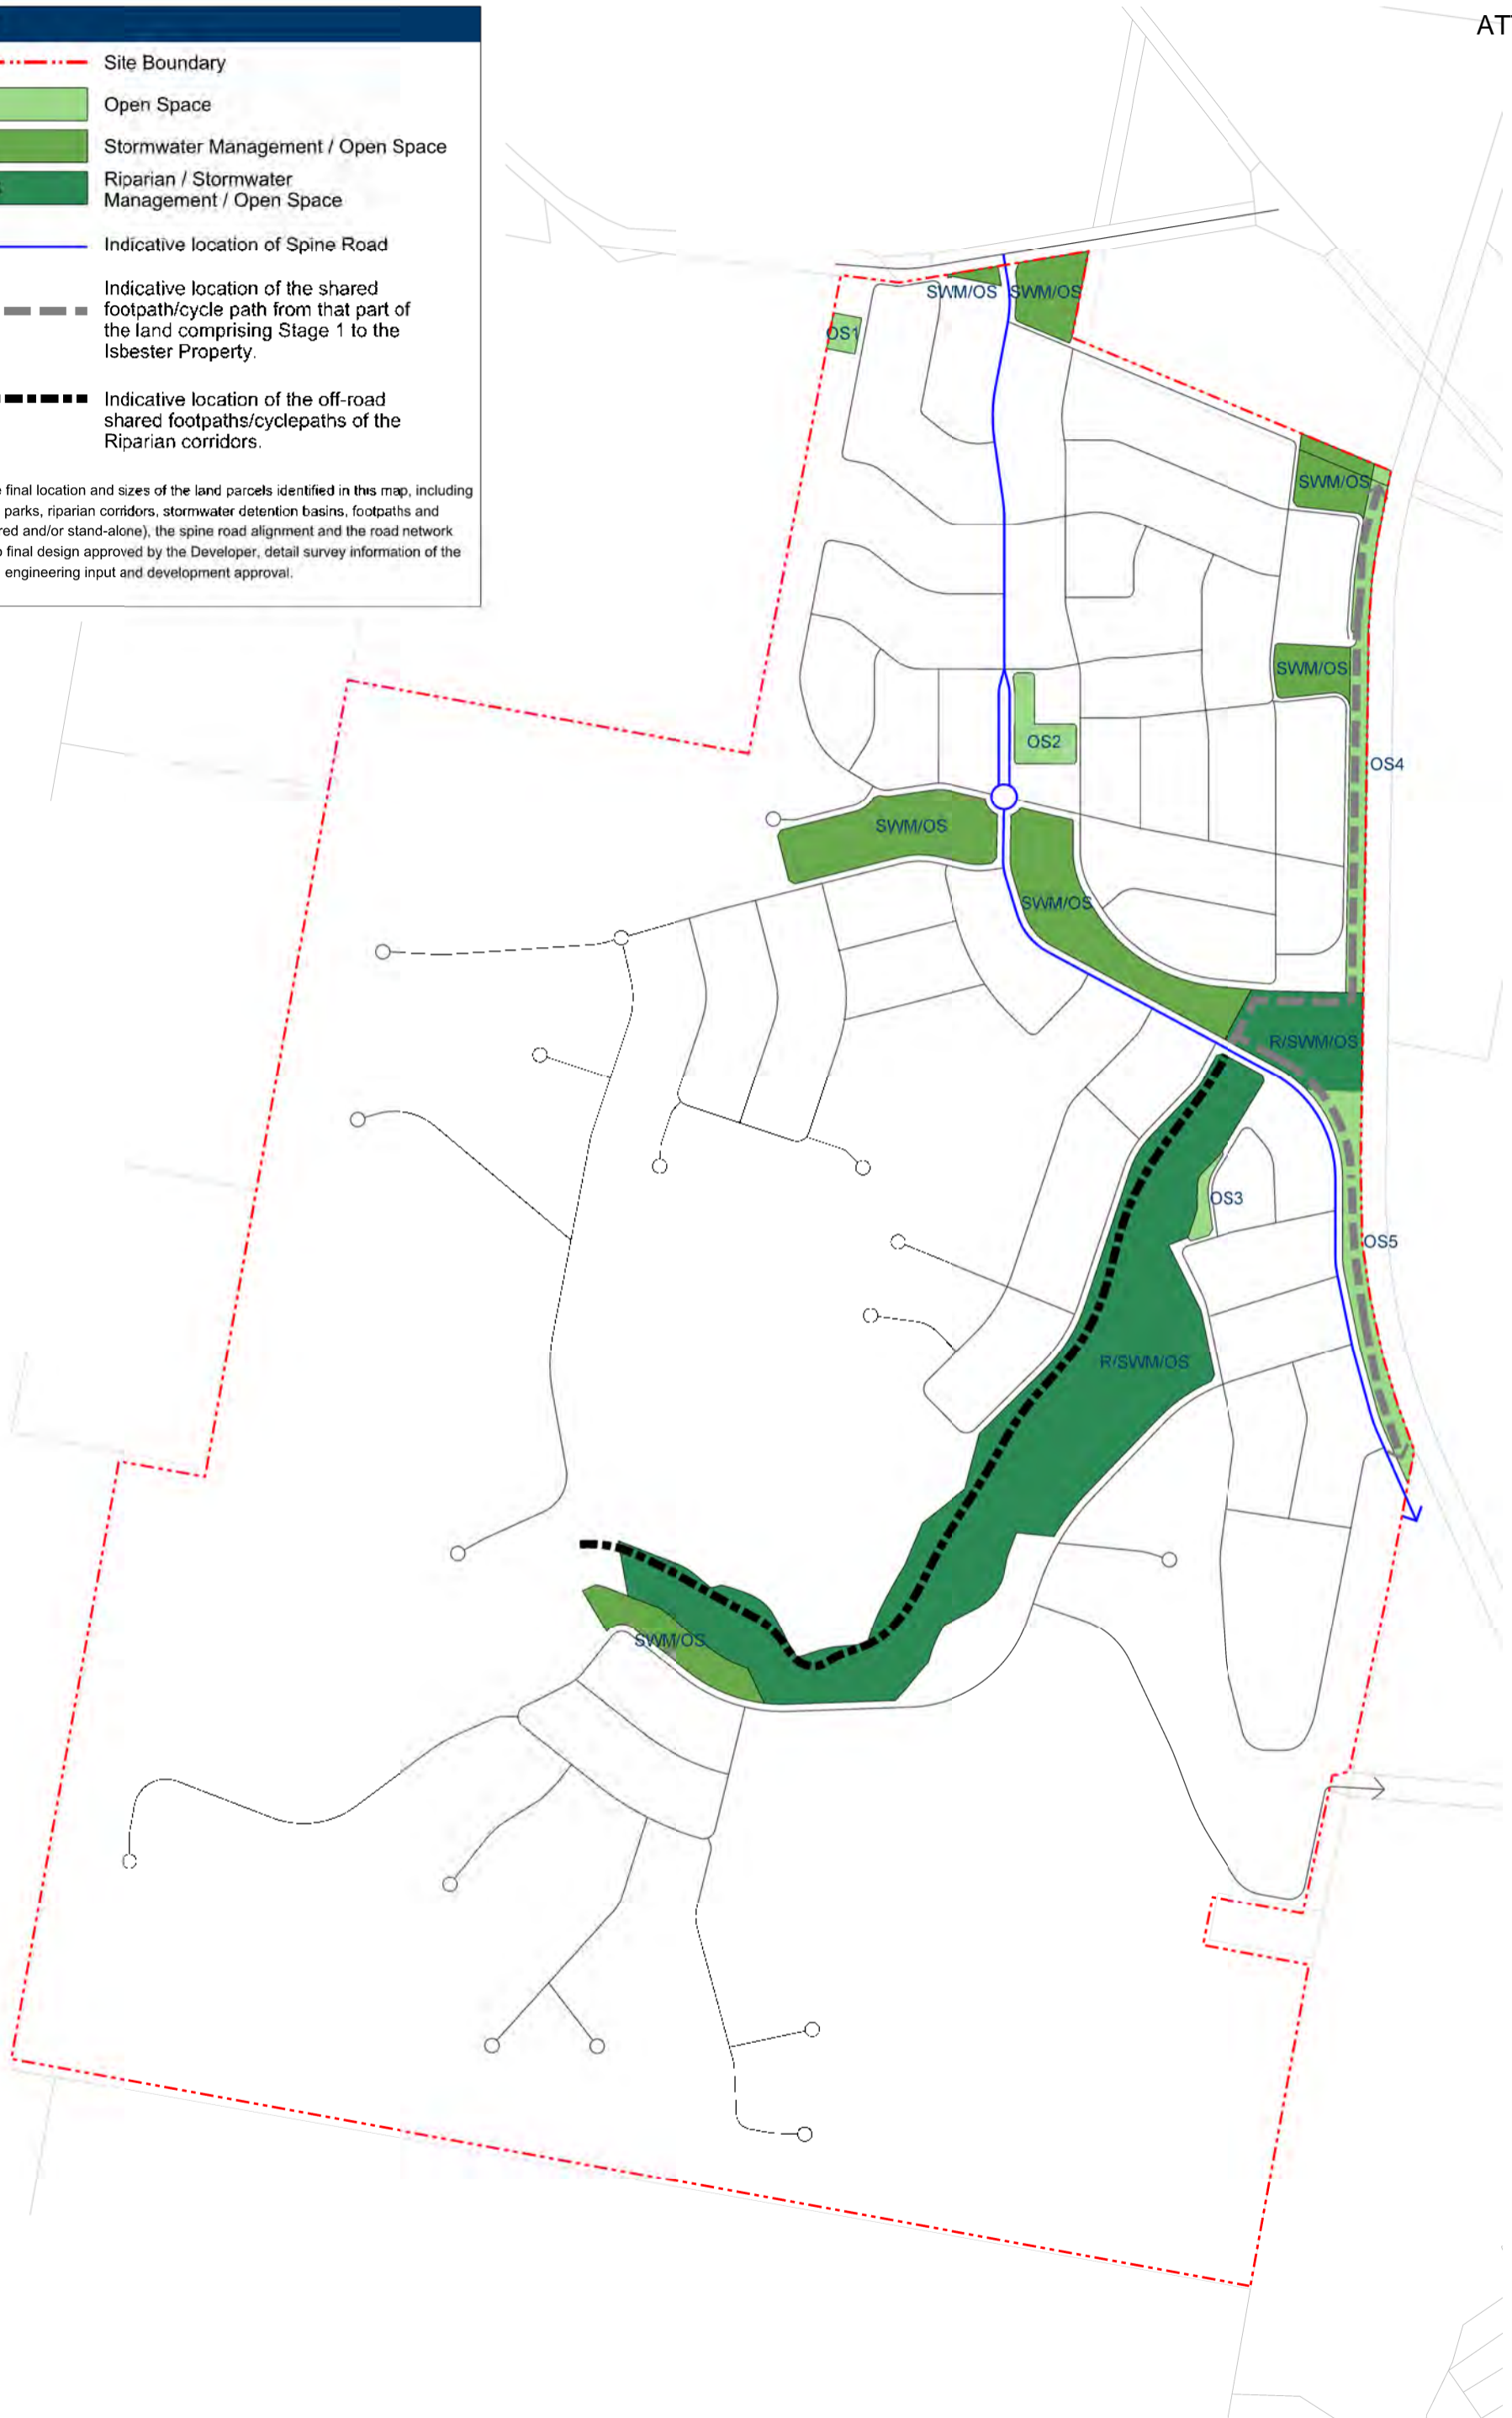 AT
Site Boundary
Open Space
Stormwater Management / Open Space
Riparian / Stormwater
Management / Open Space
Indicative location of Spine Road
Indicative location of the shared
footpath/cycle path from that part of
the land comprising Stage 1 to the
Isbester Property.
Indicative location of the off-road
shared footpaths/cyclepaths of the
Riparian corridors.
final location and sizes of the land parcels identified in this map, including
parks, riparian corridors, stormwater detention basins, footpaths and
red and/or stand-alone), the spine road alignment and the road network
final design approved by the Developer, detail survey information of the
engineering input and development approval.
SWM/OS SWM/OS
OS1
SWM/OS
SWM/OS
OS2
OS4
SWM/OS
SWM/OS
R/SWM/OS
OS3
OS5
R/SWM/OS
SWM/OS